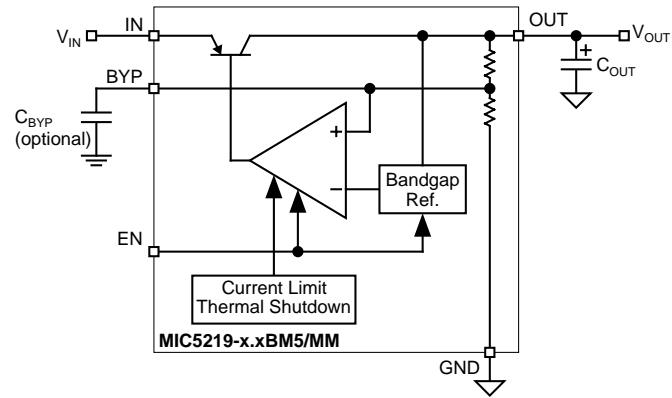 IN
OUT
V_IN
V_OUT
BYP
C_OUT
+
C_BYP
(optional)
+
–
Bandgap
Ref.
EN
Current Limit
Thermal Shutdown
MIC5219-x.xBM5/MM
GND